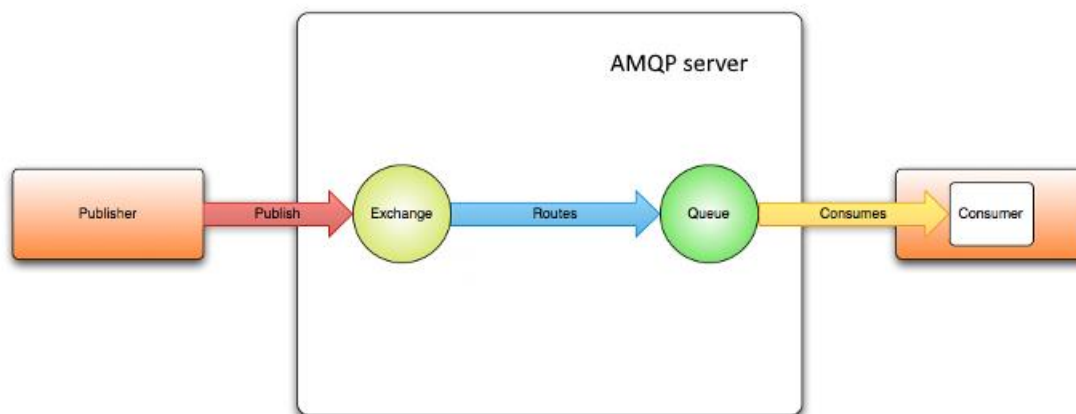 AMQP server
Publisher
Publish
Exchange
Routes
Queue
Consumes
Consumer